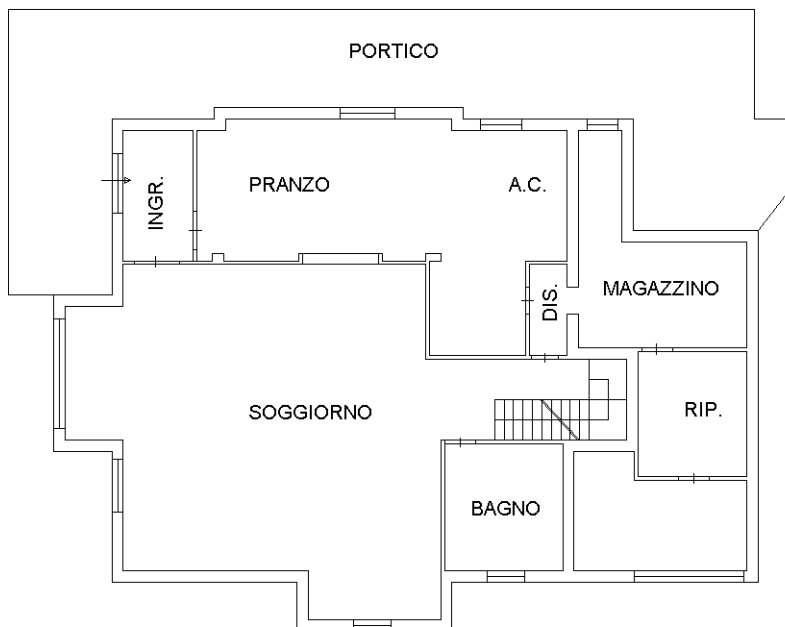 PORTICO
INGR.
PRANZO
A.C.
DIS.
MAGAZZINO
SOGGIORNO
RIP.
BAGNO